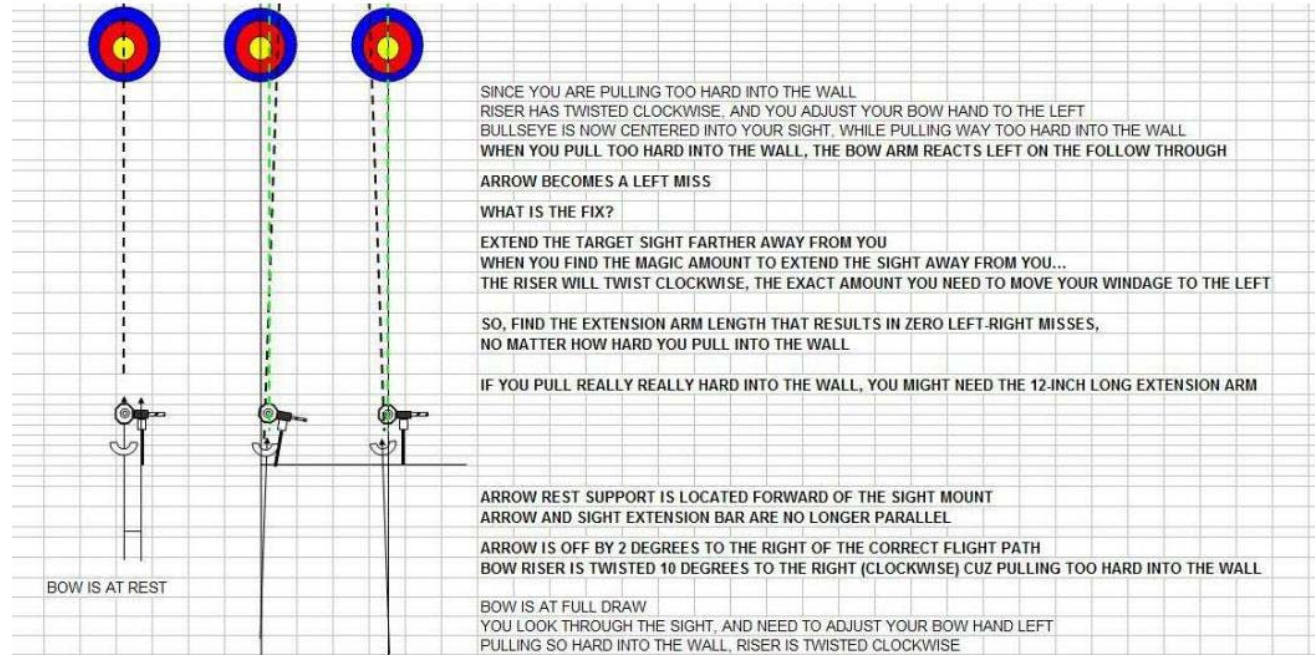 SINCE YOU ARE PULLING TOO HARD INTO THE WALL
RISER HAS TWISTED CLOCKWISE, AND YOU ADJUST YOUR BOW HAND TO THE LEFT
BULLSEYE IS NOW CENTERED INTO YOUR SIGHT, WHILE PULLING WAY TOO HARD INTO THE WALL
WHEN YOU PULL TOO HARD INTO THE WALL, THE BOW ARM REACTS LEFT ON THE FOLLOW THROUGH
ARROW BECOMES A LEFT MISS
WHAT IS THE FIX?
EXTEND THE TARGET SIGHT FARTHER AWAY FROM YOU
WHEN YOU FIND THE MAGIC AMOUNT TO EXTEND THE SIGHT AWAY FROM YOU...
THE RISER WILL TWIST CLOCKWISE, THE EXACT AMOUNT YOU NEED TO MOVE YOUR WINDAGE TO THE LEFT
SO, FIND THE EXTENSION ARM LENGTH THAT RESULTS IN ZERO LEFT-RIGHT MISSES,
NO MATTER HOW HARD YOU PULL INTO THE WALL
IF YOU PULL REALLY REALLY HARD INTO THE WALL, YOU MIGHT NEED THE 12-INCH LONG EXTENSION ARM
ARROW REST SUPPORT IS LOCATED FORWARD OF THE SIGHT MOUNT
ARROW AND SIGHT EXTENSION BAR ARE NO LONGER PARALLEL
ARROW IS OFF BY 2 DEGREES TO THE RIGHT OF THE CORRECT FLIGHT PATH
BOW RISER IS TWISTED 10 DEGREES TO THE RIGHT (CLOCKWISE) CUZ PULLING TOO HARD INTO THE WALL
BOW IS AT REST
BOW IS AT FULL DRAW
YOU LOOK THROUGH THE SIGHT, AND NEED TO ADJUST YOUR BOW HAND LEFT
PULLING SO HARD INTO THE WALL, RISER IS TWISTED CLOCKWISE